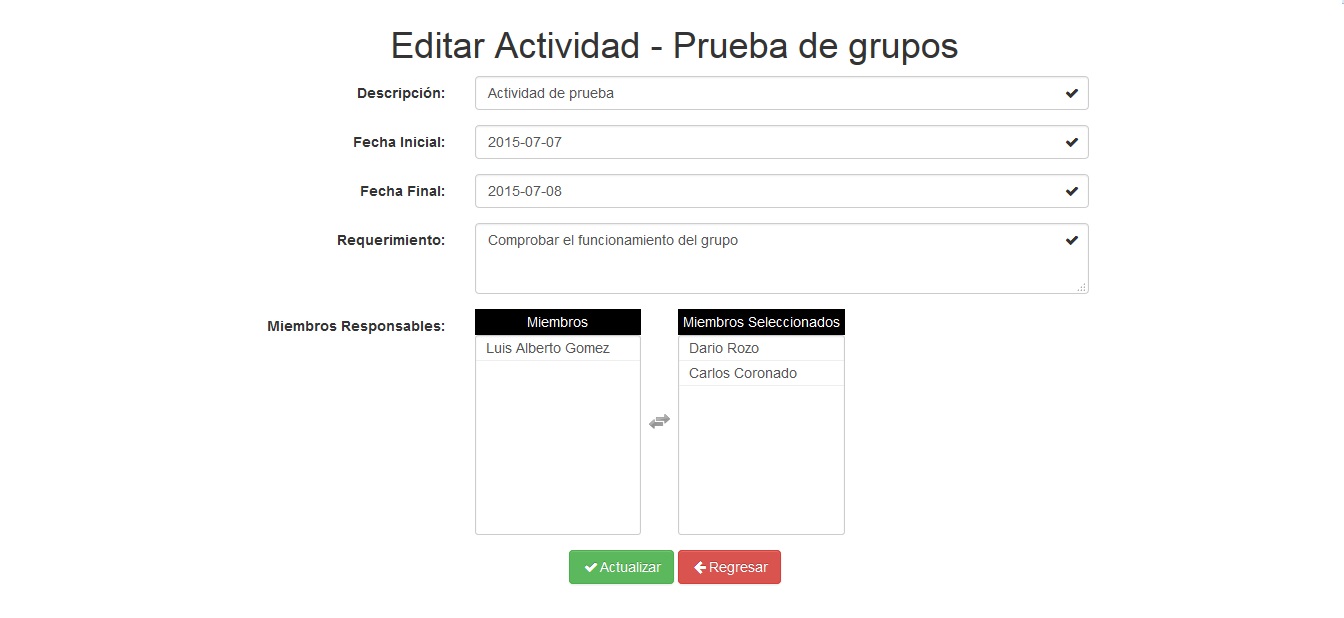 Editar Actividad - Prueba de grupos
Descripción: Actividad de prueba
Fecha Inicial: 2015-07-07
Fecha Final: 2015-07-08
Requerimiento: Comprobar el funcionamiento del grupo
Miembros Responsables:
Miembros
Luis Alberto Gomez
Miembros Seleccionados
Dario Rozo
Carlos Coronado
Actualizar Regresar